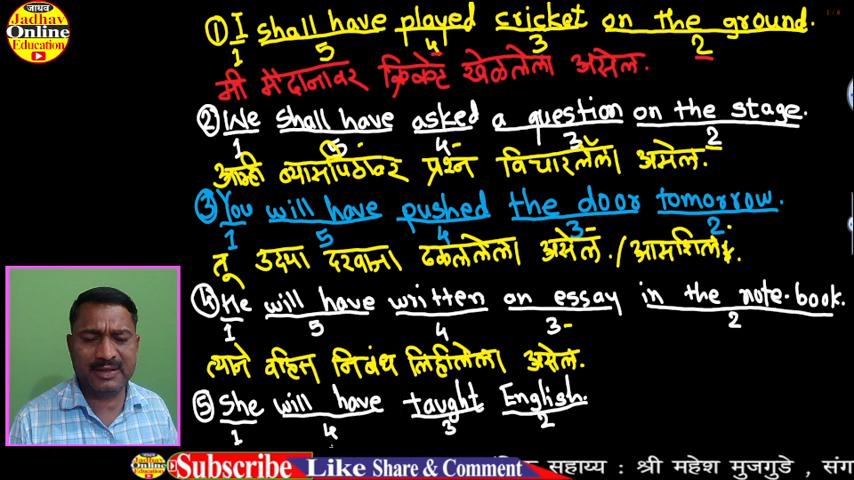 जाधव
Jadhav
Online
Education
① I shall have played cricket on the ground.
1 5 4 3 2
मी मैदानावर क्रिकेट खेळलेला असेल.
② We shall have asked a question on the stage.
1 5 4 3 2
आम्ही व्यासपिठावर प्रश्न विचारलेला असेल.
③ You will have pushed the door tomorrow.
1 5 4 3 2
तू उदया दरवाजा ढकललेला असेल./
④ He will have written an essay in the note-book.
1 5 4 3 2
त्याने वहित निबंध लिहीलेला असेल.
⑤ She will have taught English.
1 4 3 2
Subscribe Like Share & Comment सहाय्य : श्री महेश मुजगुडे , संग